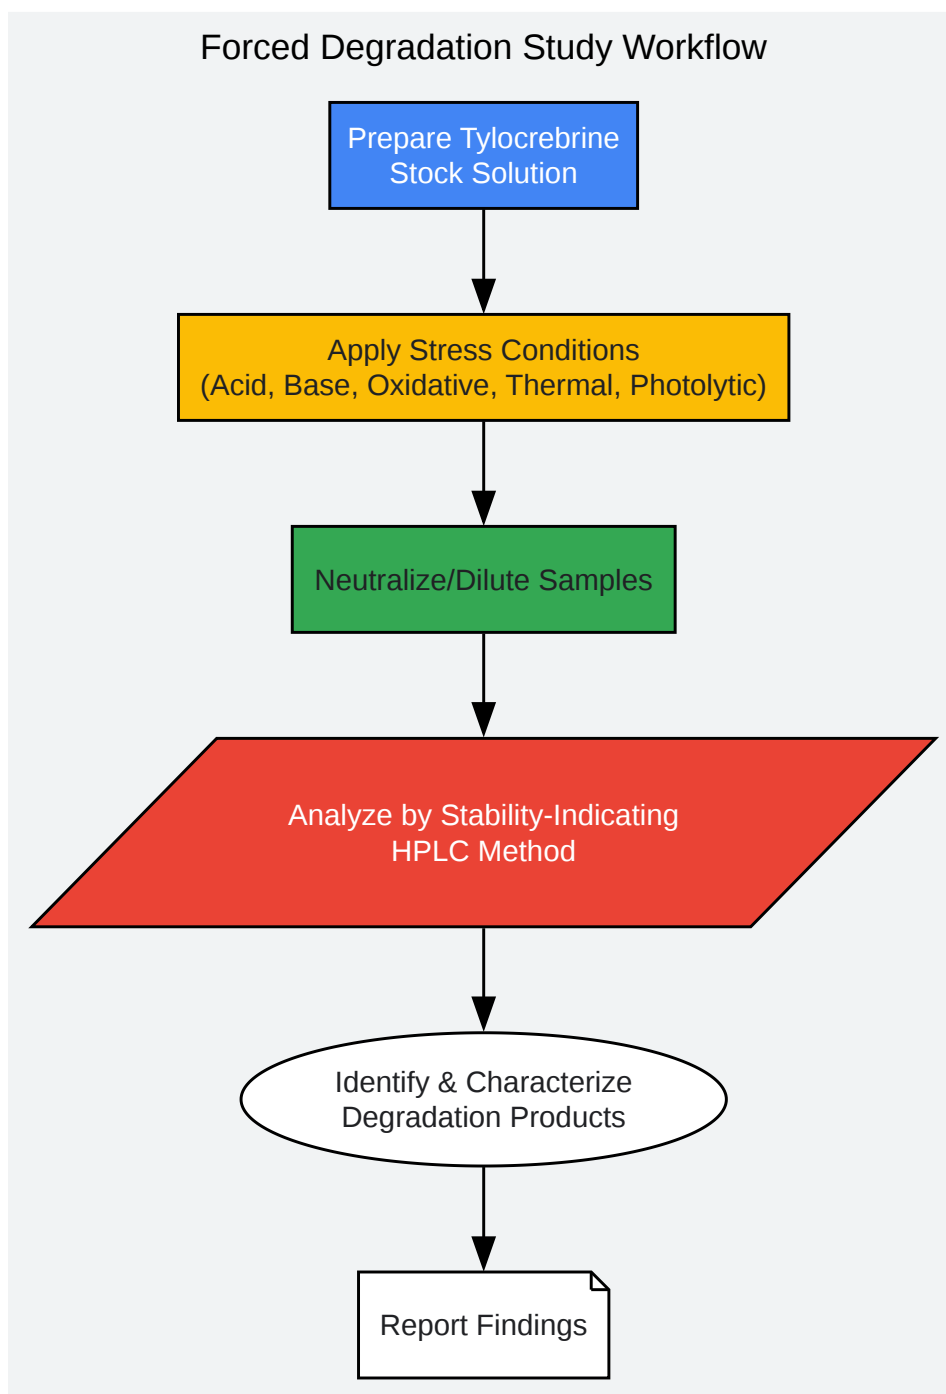 Forced Degradation Study Workflow
Prepare Tylocrebrine
Stock Solution
Apply Stress Conditions
(Acid, Base, Oxidative, Thermal, Photolytic)
Neutralize/Dilute Samples
Analyze by Stability-Indicating
HPLC Method
Identify & Characterize
Degradation Products
Report Findings